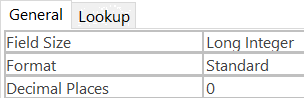 General Lookup
Field Size Long Integer
Format Standard
Decimal Places 0